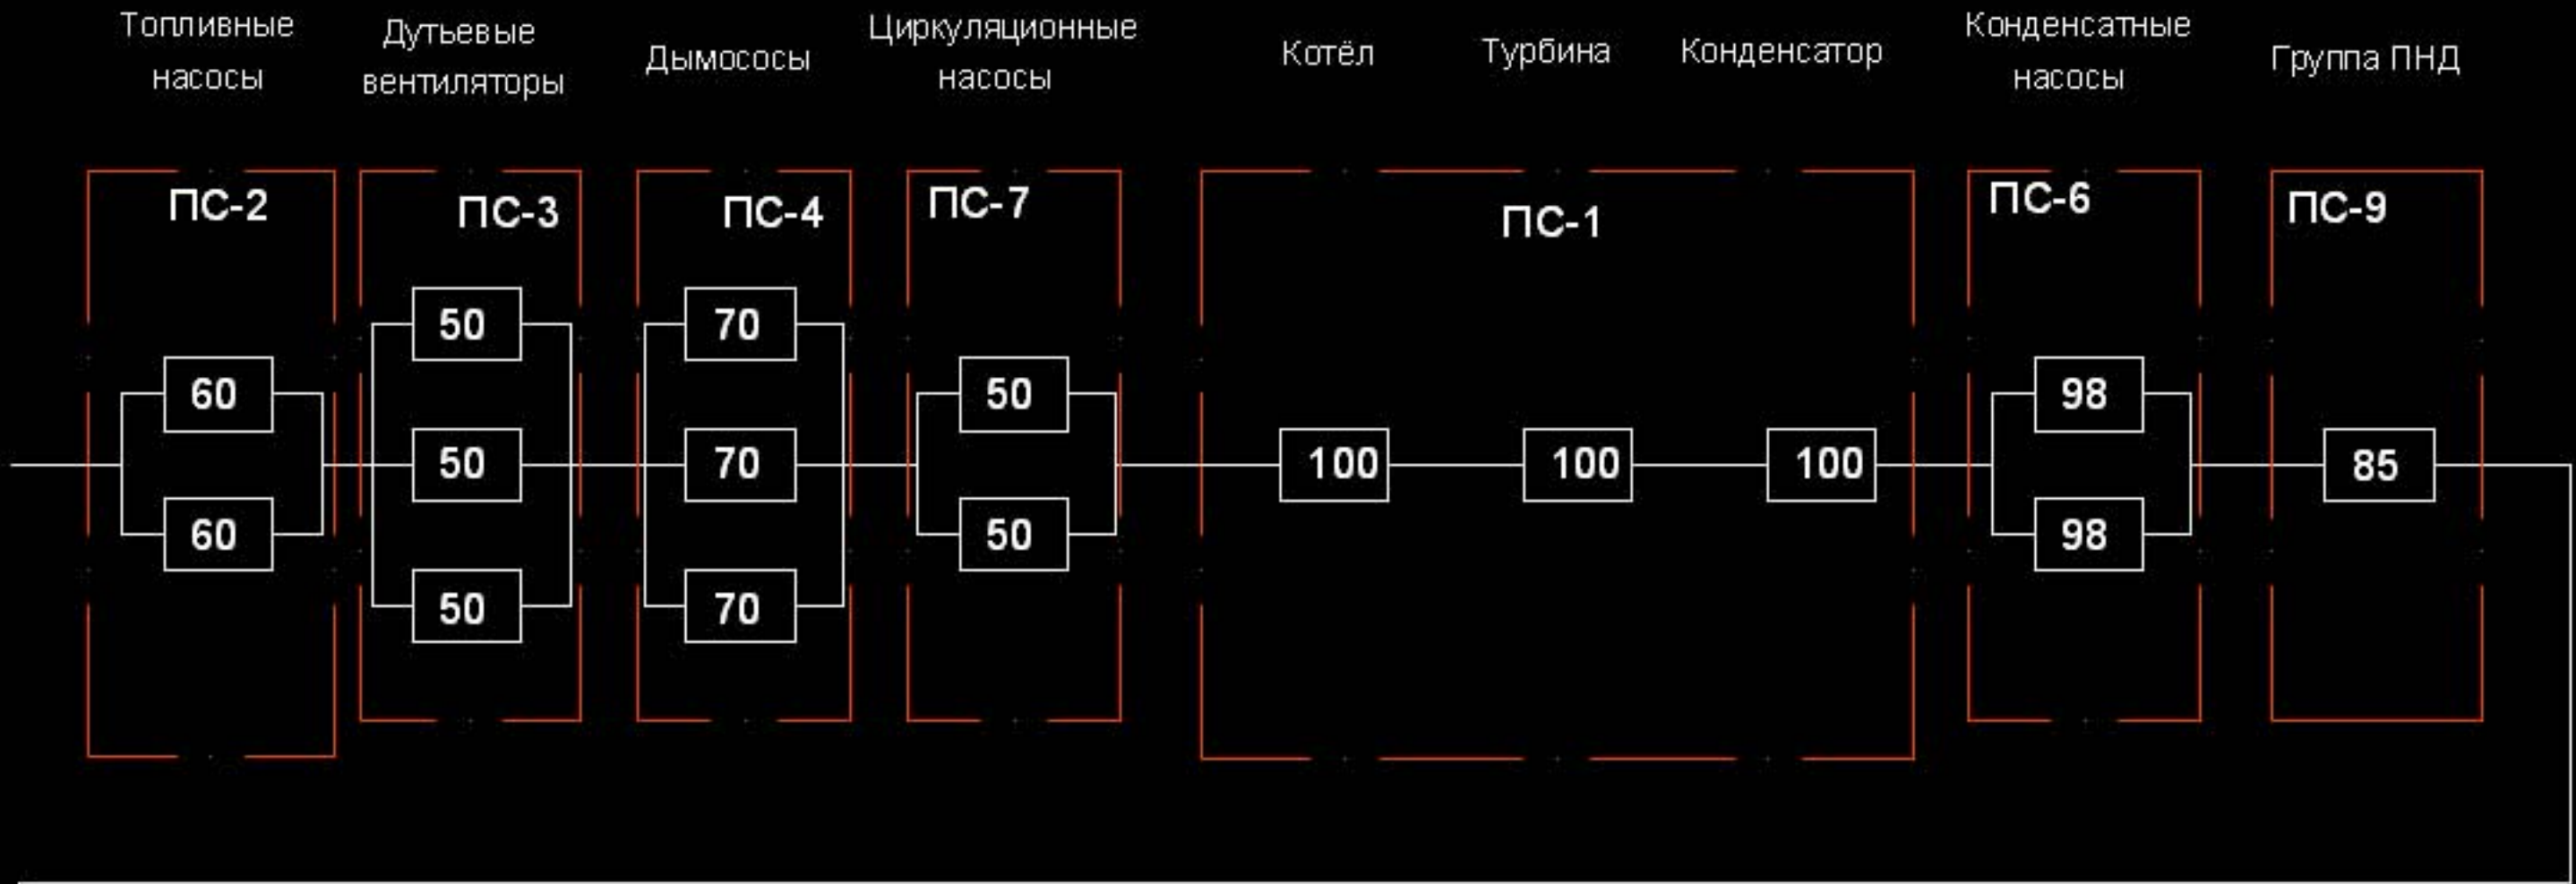 Топливные
насосы
Дутьевые
вентиляторы
Дымососы
Циркуляционные
насосы
Котёл
Турбина
Конденсатор
Конденсатные
насосы
Группа ПНД
ПС-2
ПС-3
ПС-4
ПС-7
ПС-1
ПС-6
ПС-9
60
60
50
50
50
70
70
70
50
50
100
100
100
98
98
85